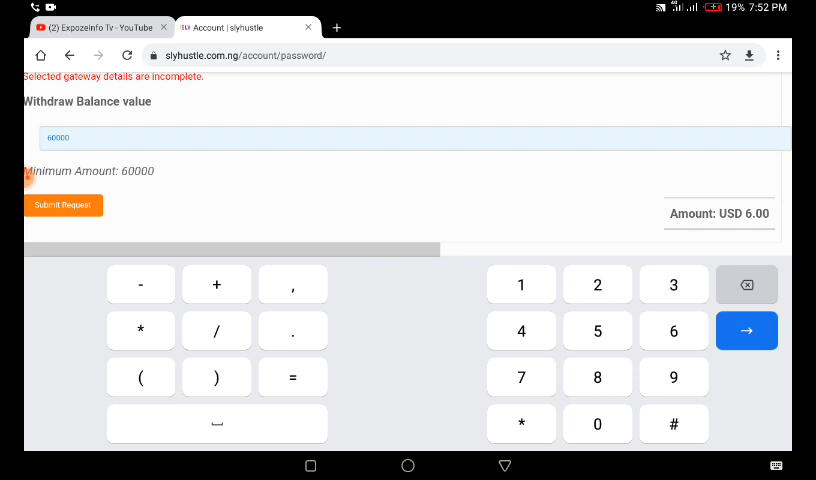 4G 19% 7:52 PM
(2) ExpozeInfo Tv - YouTube × Account | slyhustle × +
slyhustle.com.ng/account/password/
Selected gateway details are incomplete.
Withdraw Balance value
60000
Minimum Amount: 60000
Submit Request
Amount: USD 6.00
- + , 1 2 3
* / . 4 5 6
( ) = 7 8 9
* 0 #